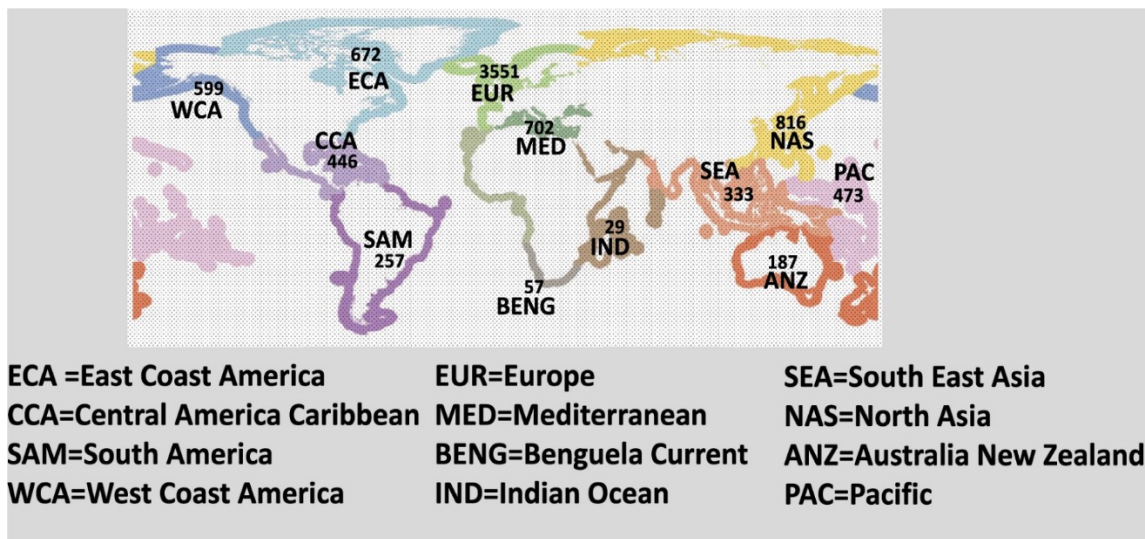 672
ECA
599
WCA
3551
EUR
702
MED
816
NAS
CCA
446
SEA
333
PAC
473
SAM
257
29
IND
187
ANZ
57
BENG
ECA =East Coast America
CCA=Central America Caribbean
SAM=South America
WCA=West Coast America
EUR=Europe
MED=Mediterranean
BENG=Benguela Current
IND=Indian Ocean
SEA=South East Asia
NAS=North Asia
ANZ=Australia New Zealand
PAC=Pacific